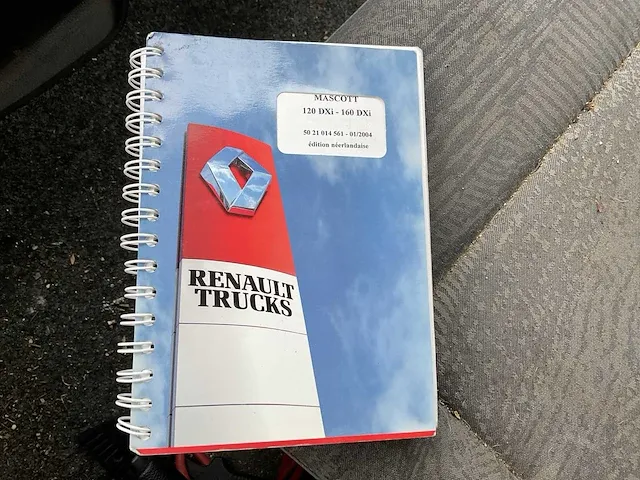 MASCOTT
120 DXi - 160 DXi
50 21 014 561 - 01/2004
édition néerlandaise
RENAULT
TRUCKS